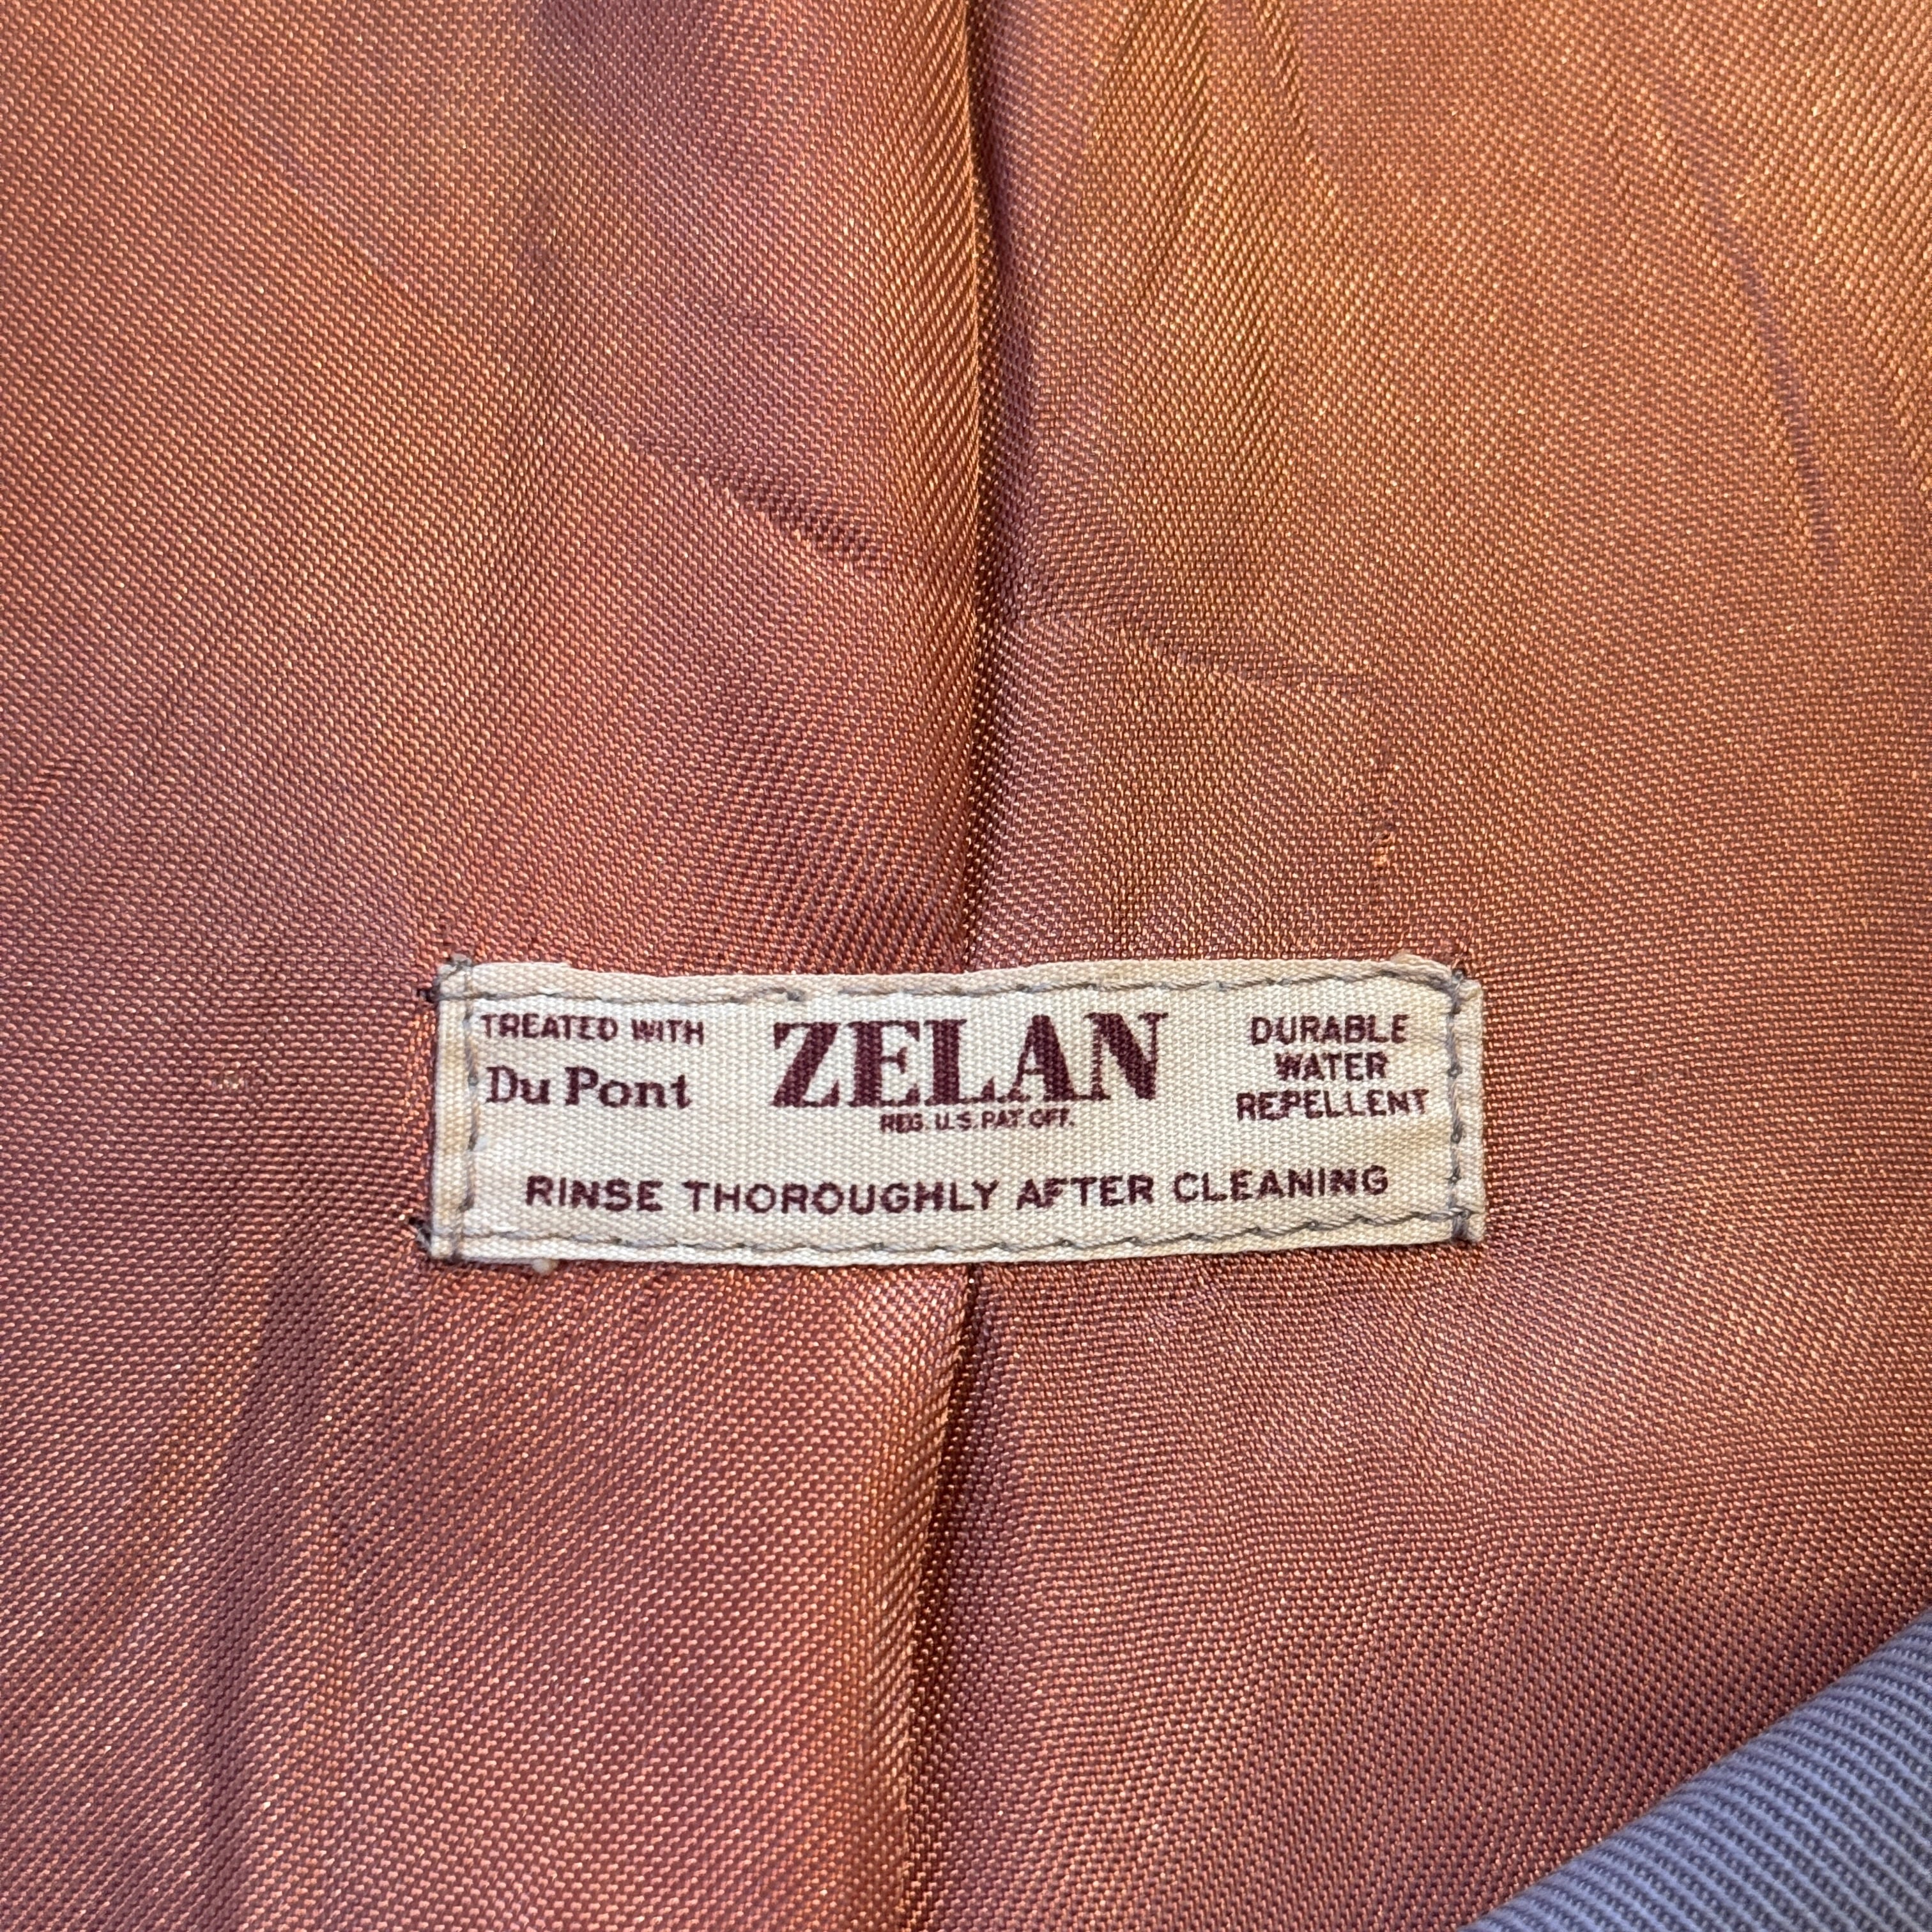 TREATED WITH
Du Pont
ZELAN
REG. U.S. PAT. OFF.
DURABLE
WATER
REPELLENT
RINSE THOROUGHLY AFTER CLEANING